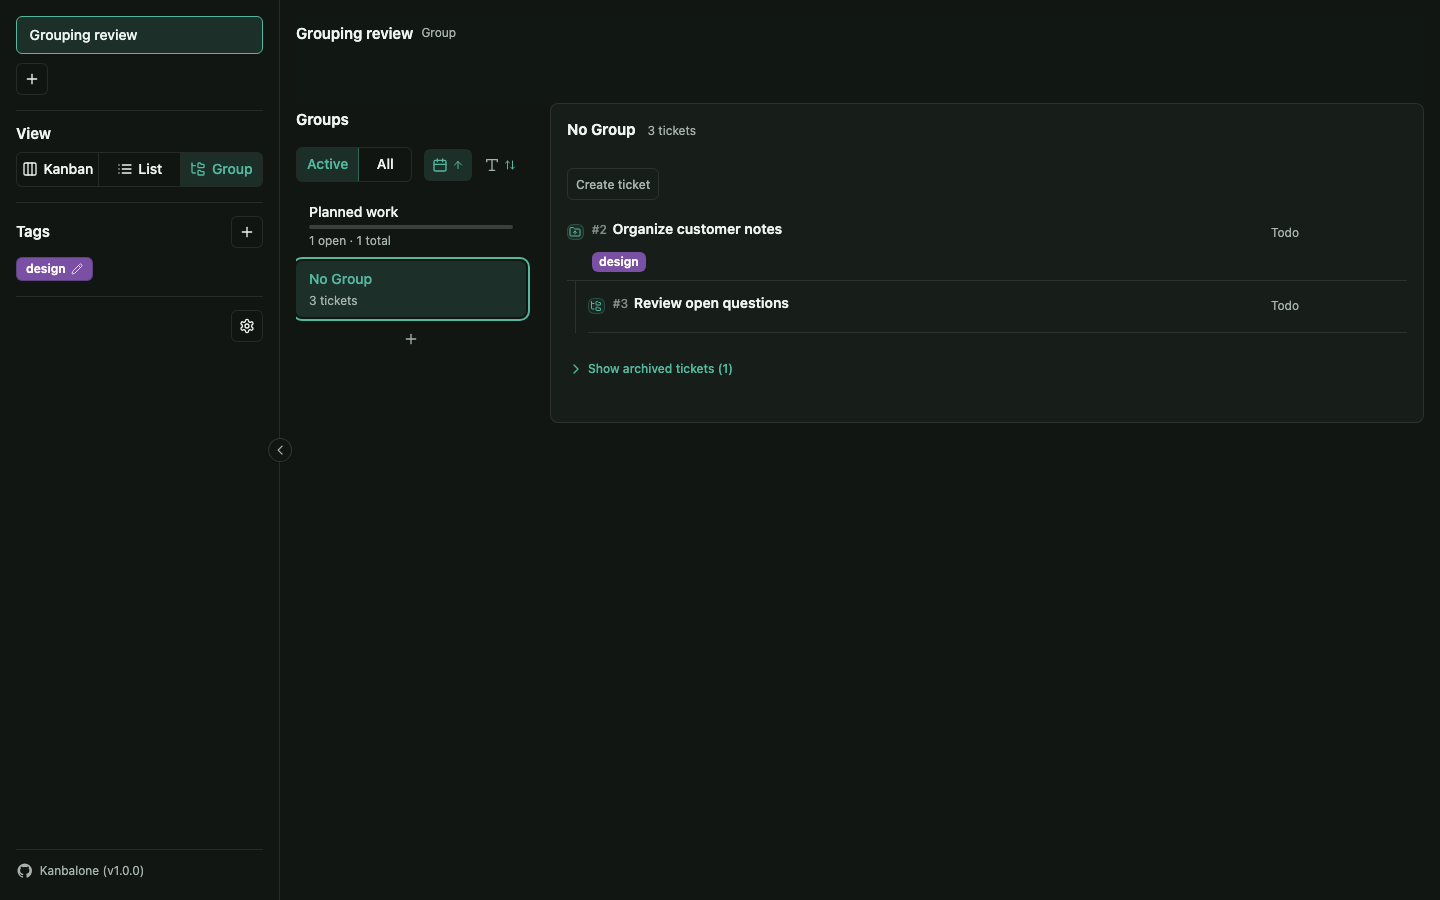 Grouping review
View
Kanban
List
Group
Tags
design
Kanbalone (v1.0.0)
Grouping review Group
Groups
Active
All
Planned work
1 open · 1 total
No Group
3 tickets
No Group 3 tickets
Create ticket
#2 Organize customer notes
Todo
design
#3 Review open questions
Todo
Show archived tickets (1)